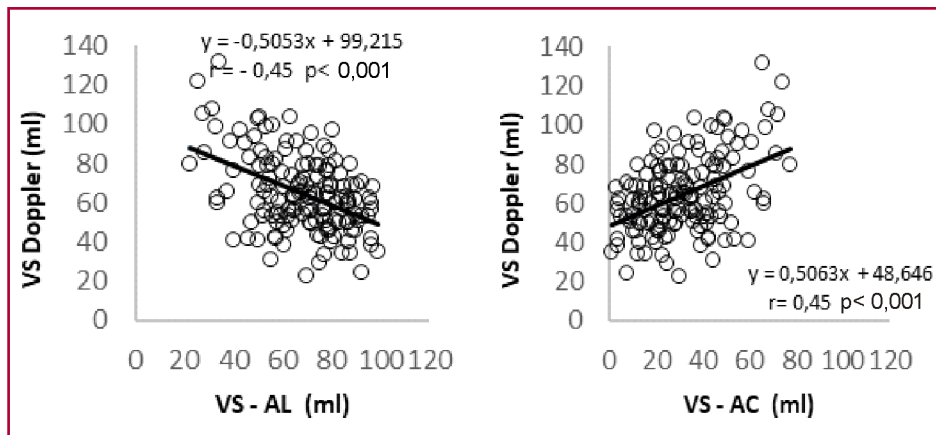 y = -0,5053x + 99,215
r = - 0,45 p< 0,001
140
120
100
80
60
40
20
0
VS Doppler (ml)
0 20 40 60 80 100 120
VS - AL (ml)
140
120
100
80
60
40
20
0
VS Doppler (ml)
y = 0,5063x + 48,646
r= 0,45 p< 0,001
0 20 40 60 80 100 120
VS - AC (ml)